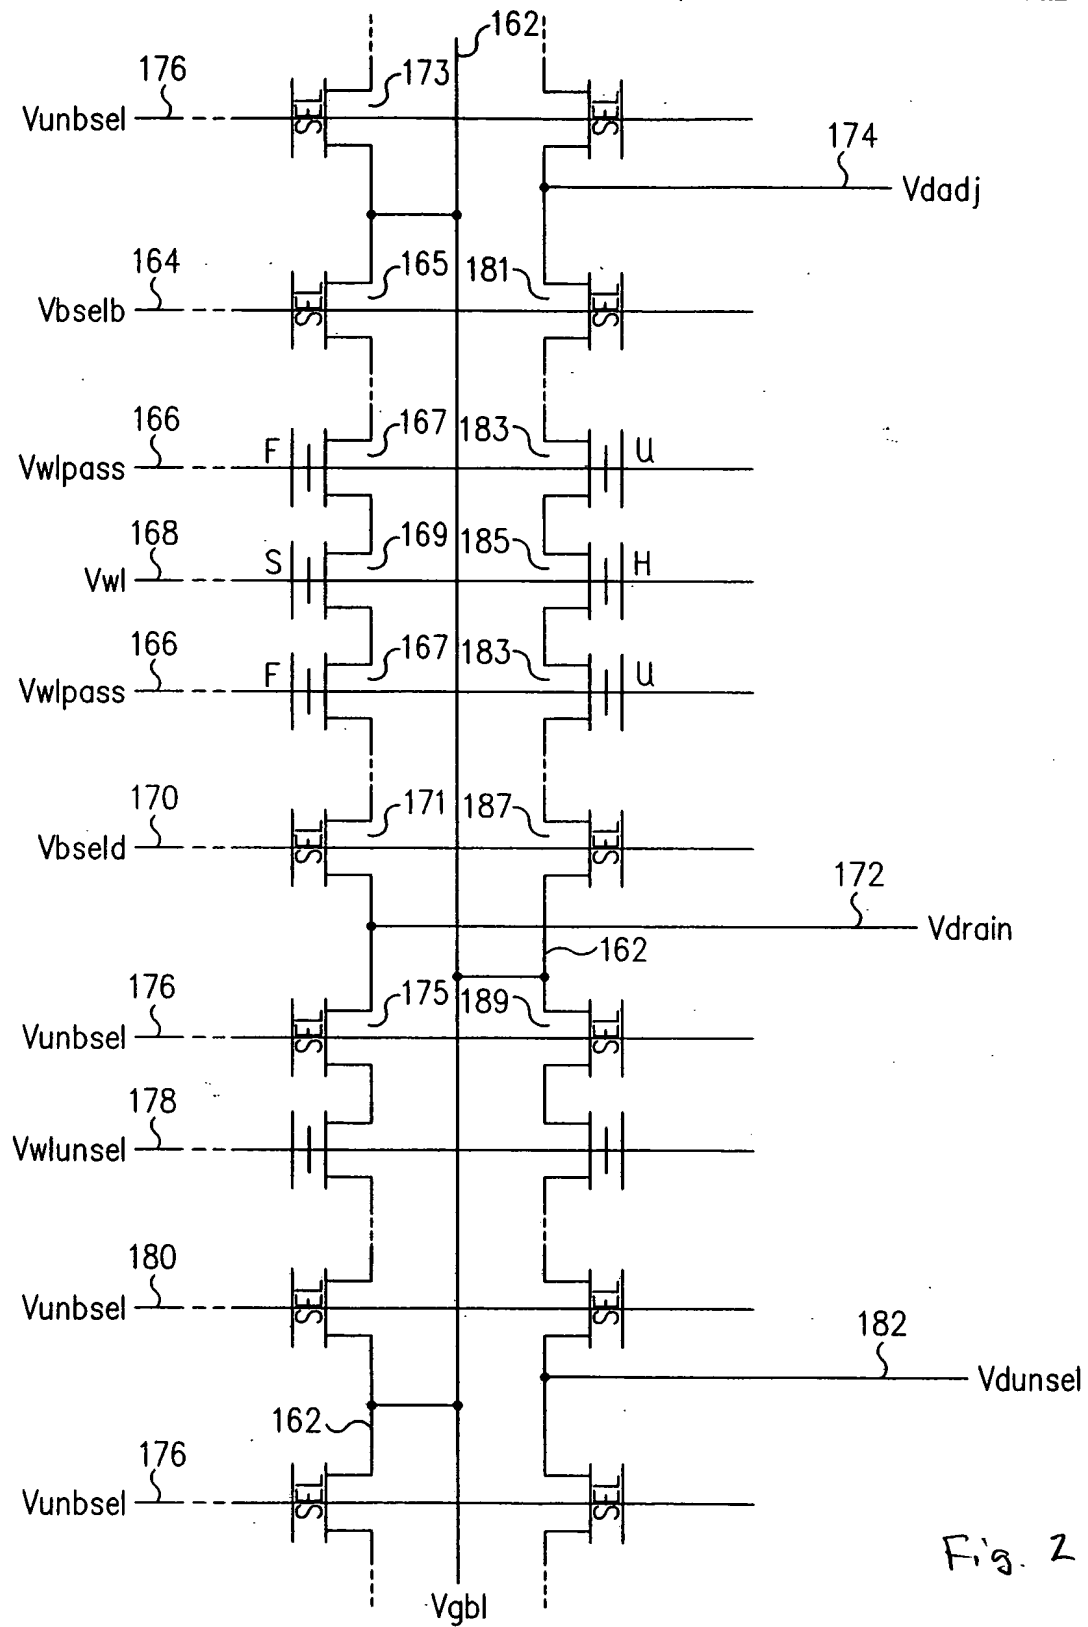 162
176
173
Vunbsel
SEL
SEL
174
Vdadj
164
165
181
Vbselb
SEL
SEL
166
167
183
Vwlpass
F
U
168
169
185
Vwl
S
H
166
167
183
Vwlpass
F
U
170
171
187
Vbseld
SEL
SEL
172
Vdrain
162
176
175
189
Vunbsel
SEL
SEL
178
Vwlunsel
180
Vunbsel
SEL
SEL
182
Vdunsel
162
176
Vunbsel
SEL
SEL
Fig. 2
Vgbl